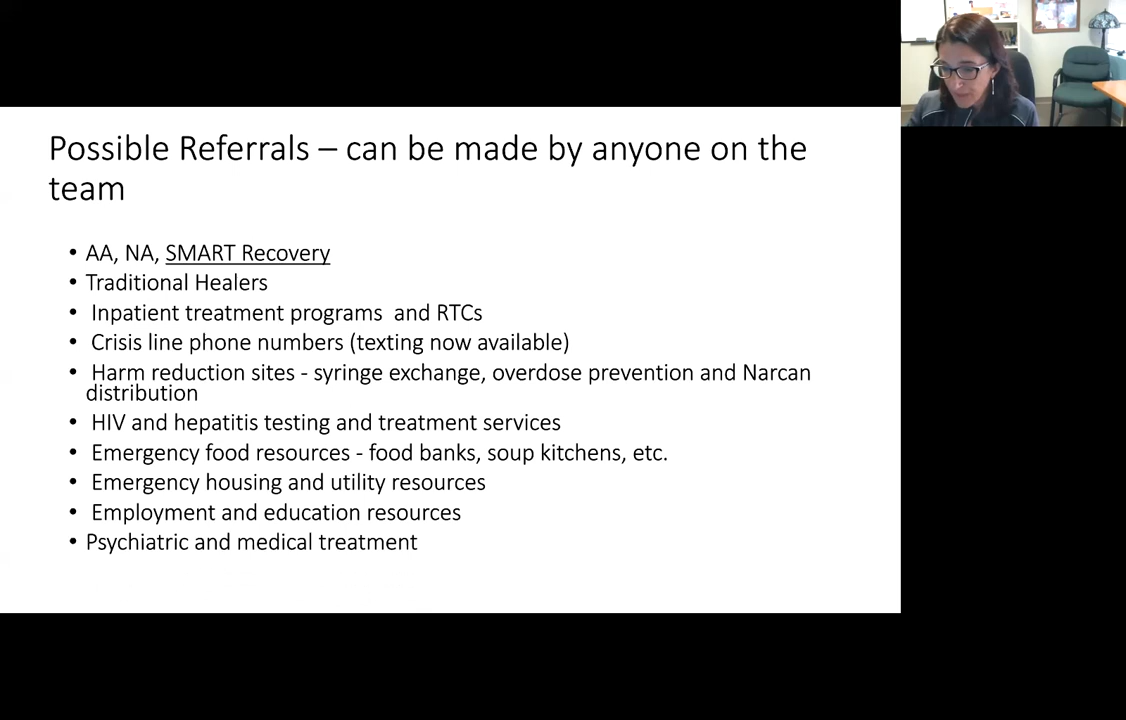 Possible Referrals – can be made by anyone on the
team
• AA, NA, SMART Recovery
• Traditional Healers
• Inpatient treatment programs  and RTCs
• Crisis line phone numbers (texting now available)
• Harm reduction sites - syringe exchange, overdose prevention and Narcan
distribution
• HIV and hepatitis testing and treatment services
• Emergency food resources - food banks, soup kitchens, etc.
• Emergency housing and utility resources
• Employment and education resources
• Psychiatric and medical treatment